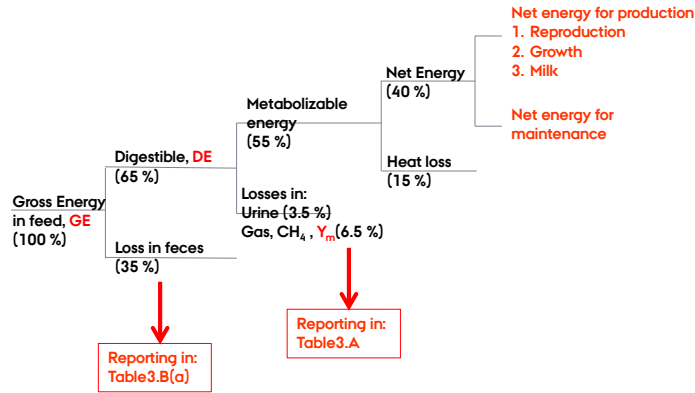 Gross Energy
in feed, GE
(100 %)
Digestible, DE
(65 %)
Loss in feces
(35 %)
Metabolizable
energy
(55 %)
Losses in:
Urine (3.5 %)
Gas, CH₄ , Yₘ(6.5 %)
Net Energy
(40 %)
Heat loss
(15 %)
Net energy for production
1. Reproduction
2. Growth
3. Milk
Net energy for
maintenance
Reporting in:
Table3.B(a)
Reporting in:
Table3.A